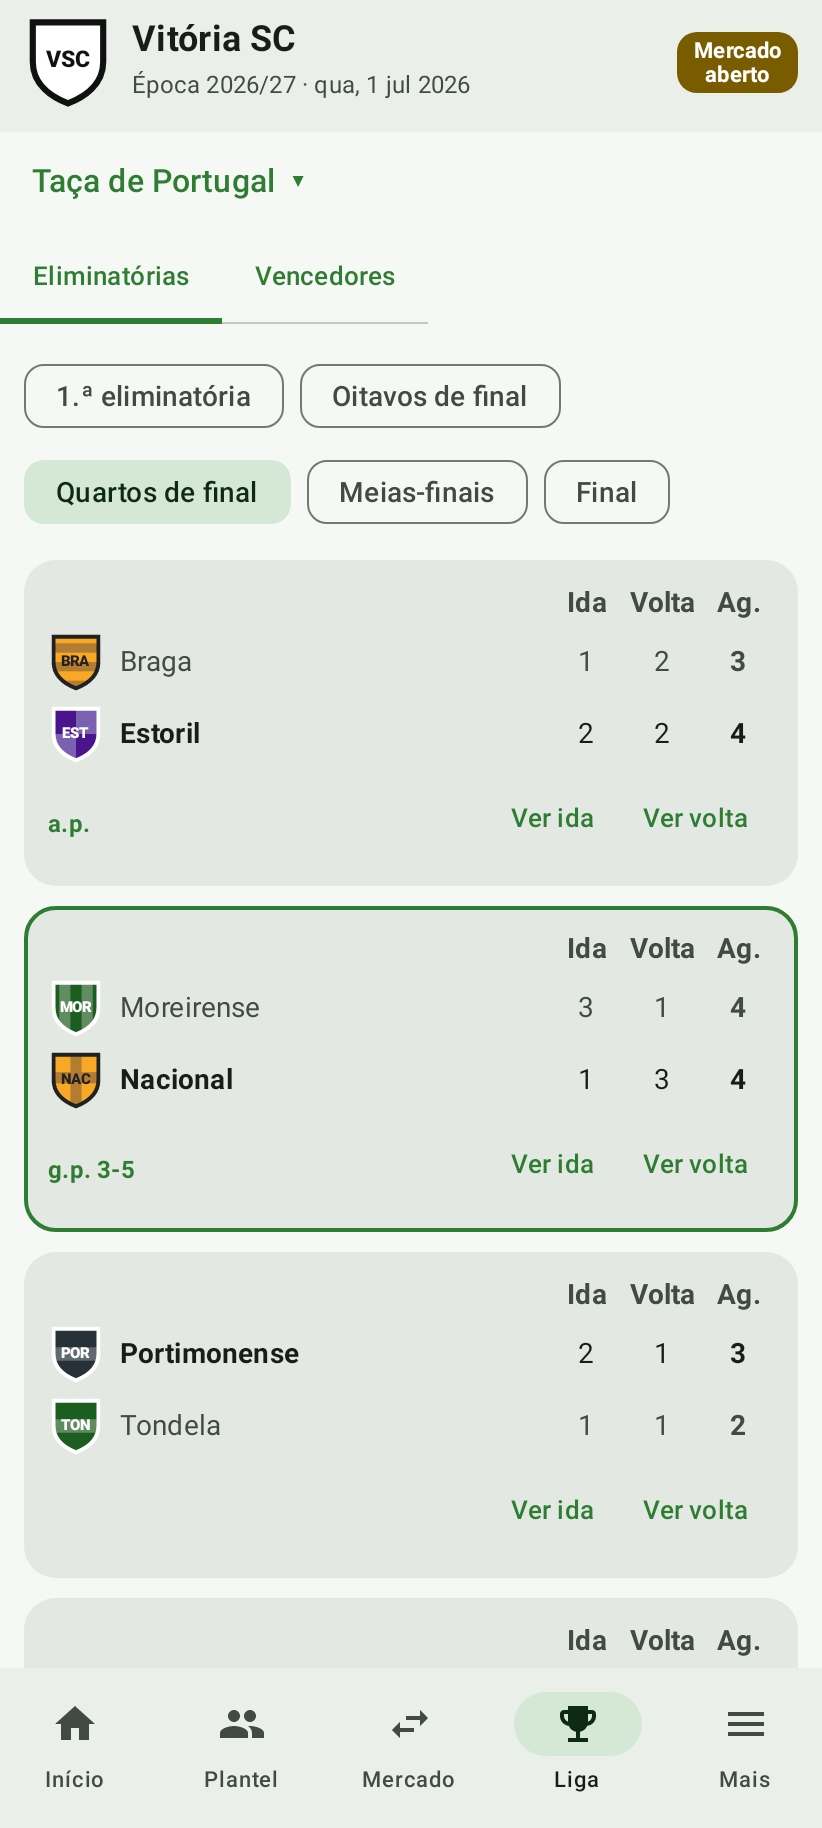 VSC
Vitória SC
Época 2026/27 · qua, 1 jul 2026
Mercado
aberto
Taça de Portugal ▼
Eliminatórias
Vencedores
1.ª eliminatória
Oitavos de final
Quartos de final
Meias-finais
Final
Ida Volta Ag.
BRA Braga 1 2 3
EST Estoril 2 2 4
a.p. Ver ida Ver volta
Ida Volta Ag.
MOR Moreirense 3 1 4
NAC Nacional 1 3 4
g.p. 3-5 Ver ida Ver volta
Ida Volta Ag.
POR Portimonense 2 1 3
TON Tondela 1 1 2
Ver ida Ver volta
Ida Volta Ag.
Início
Plantel
Mercado
Liga
Mais